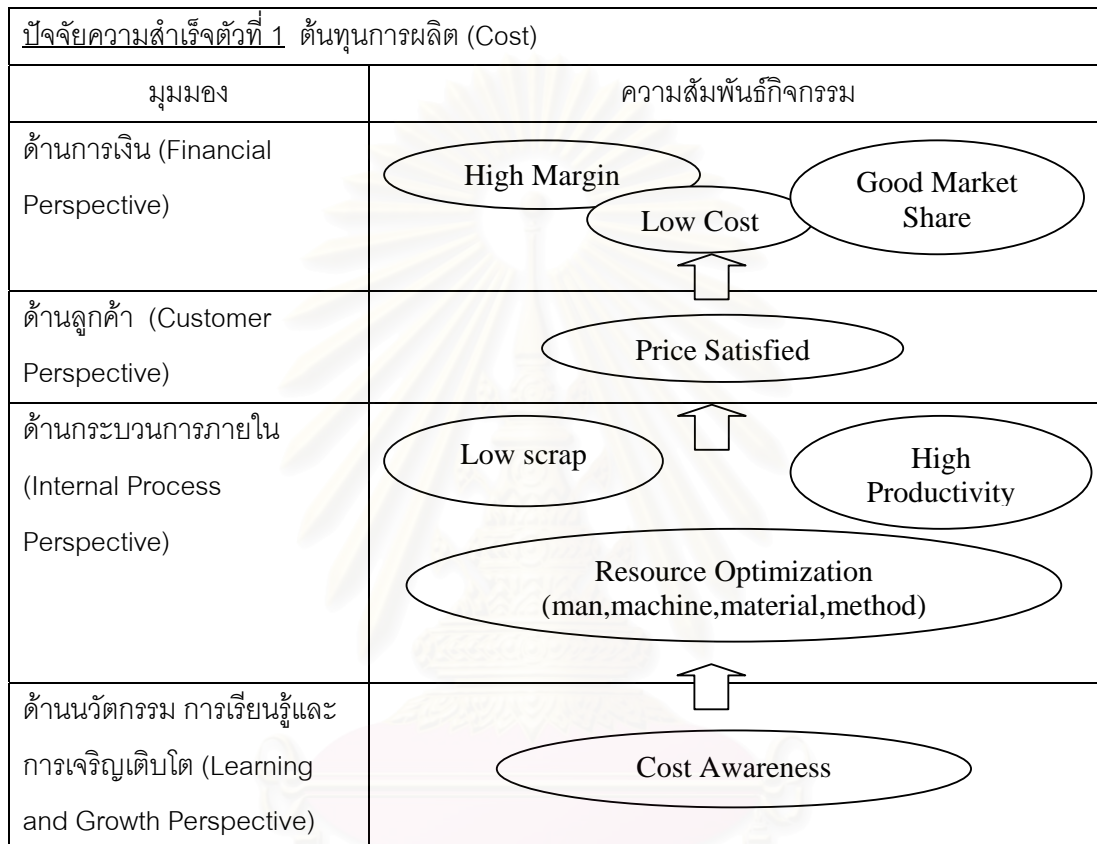 ปัจจัยความสำเร็จตัวที่ 1 ต้นทุนการผลิต (Cost)
มุมมอง
ความสัมพันธ์กิจกรรม
ด้านการเงิน (Financial
Perspective)
High Margin
Low Cost
Good Market
Share
ด้านลูกค้า (Customer
Perspective)
Price Satisfied
ด้านกระบวนการภายใน
(Internal Process
Perspective)
Low scrap
High
Productivity
Resource Optimization
(man,machine,material,method)
ด้านนวัตกรรม การเรียนรู้และ
การเจริญเติบโต (Learning
and Growth Perspective)
Cost Awareness